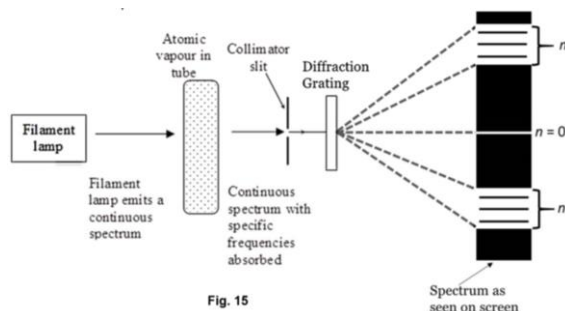 Atomic
vapour in
tube
Collimator
slit
Diffraction
Grating
Filament
lamp
Filament
lamp emits a
continuous
spectrum
Continuous
spectrum with
specific
frequencies
absorbed
n
n = 0
n
Spectrum as
seen on screen
Fig. 15